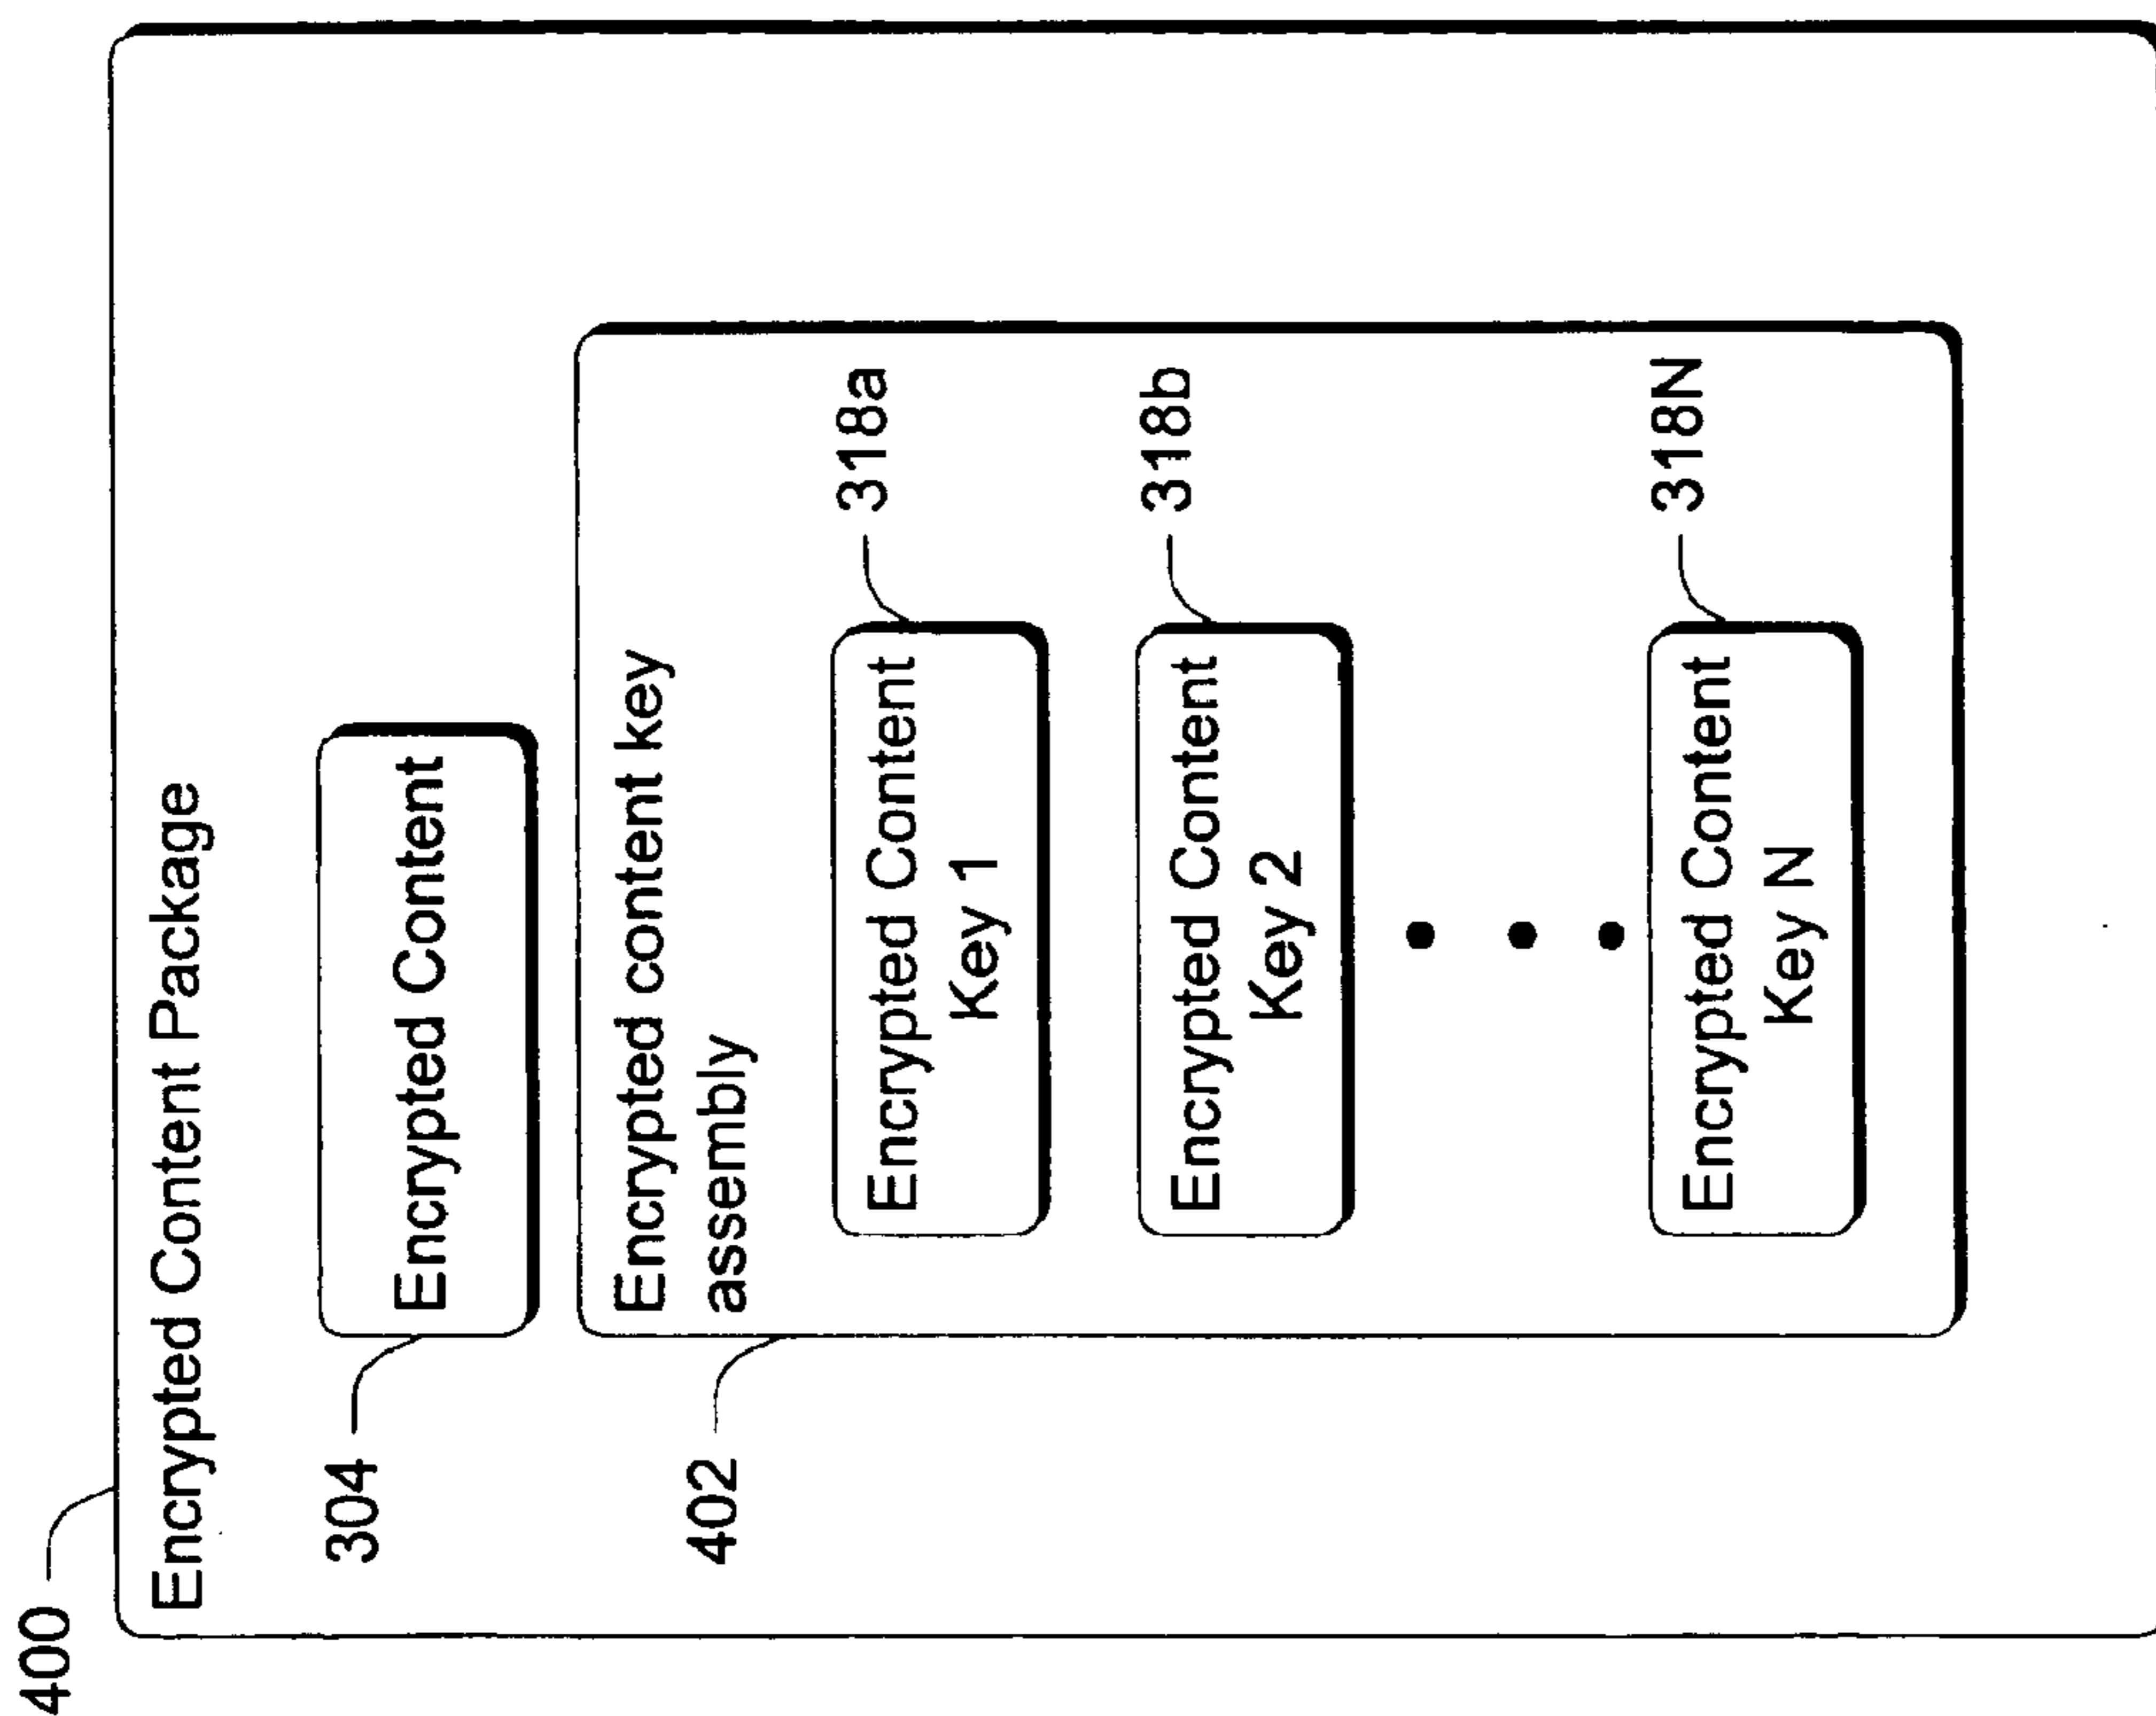 400
Encrypted Content Package
304
Encrypted Content
402
Encrypted content key
assembly
Encrypted Content
Key 1
318a
Encrypted Content
Key 2
318b
Encrypted Content
Key N
318N